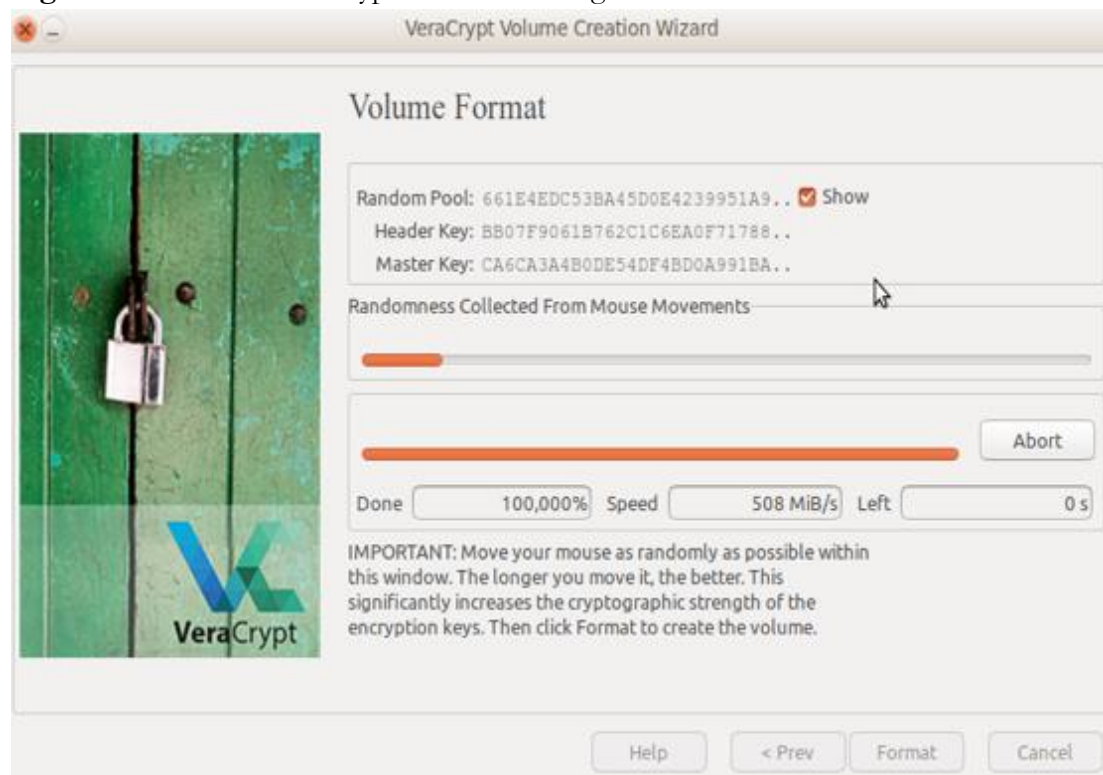 VeraCrypt Volume Creation Wizard
Volume Format
Random Pool: 661E4EDC53BA45D0E4239951A9.. Show
Header Key: BB07F9061B762C1C6EA0F71788..
Master Key: CA6CA3A4B0DE54DF4BD0A991BA..
Randomness Collected From Mouse Movements
Abort
Done 100,000% Speed 508 MiB/s Left 0 s
IMPORTANT: Move your mouse as randomly as possible within
this window. The longer you move it, the better. This
significantly increases the cryptographic strength of the
encryption keys. Then click Format to create the volume.
VeraCrypt
Help < Prev Format Cancel